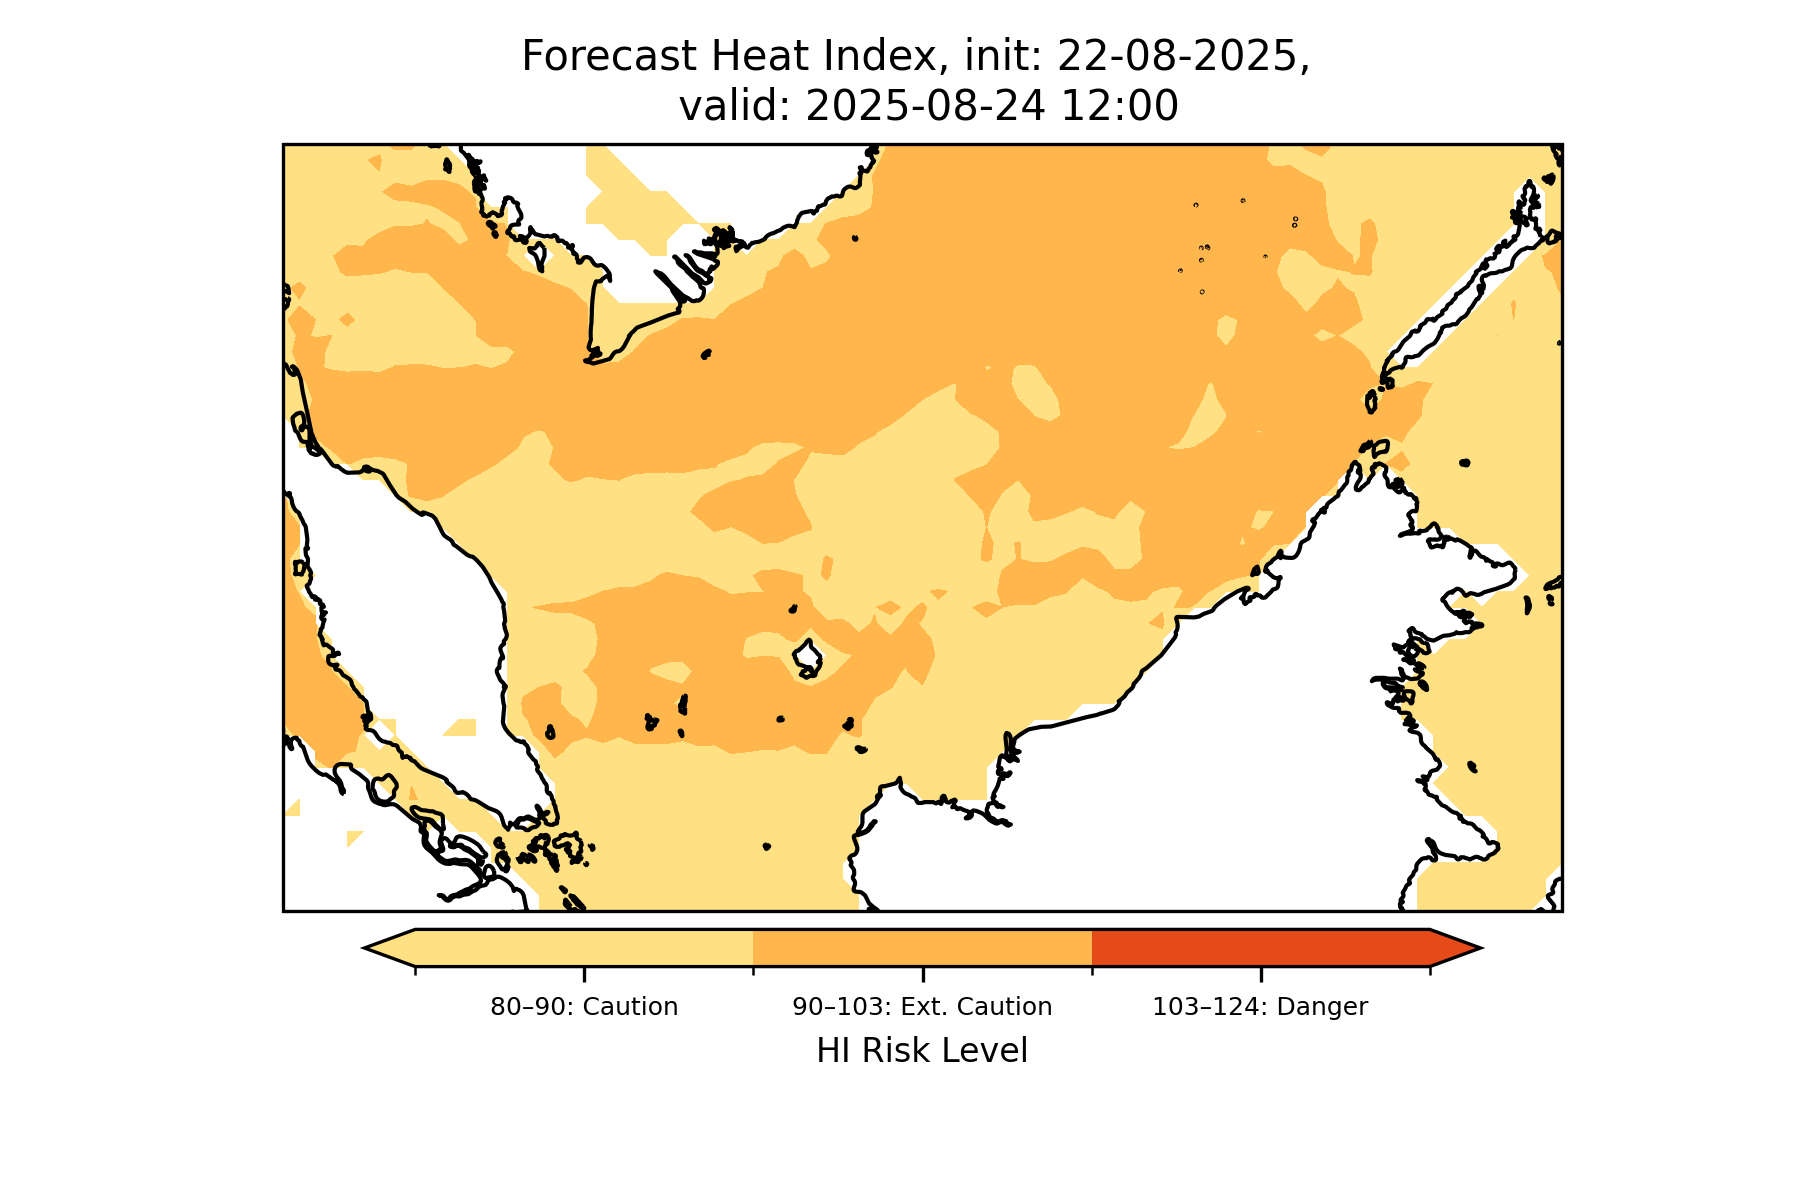 Forecast Heat Index, init: 22-08-2025,
valid: 2025-08-24 12:00
80–90: Caution
90–103: Ext. Caution
103–124: Danger
HI Risk Level